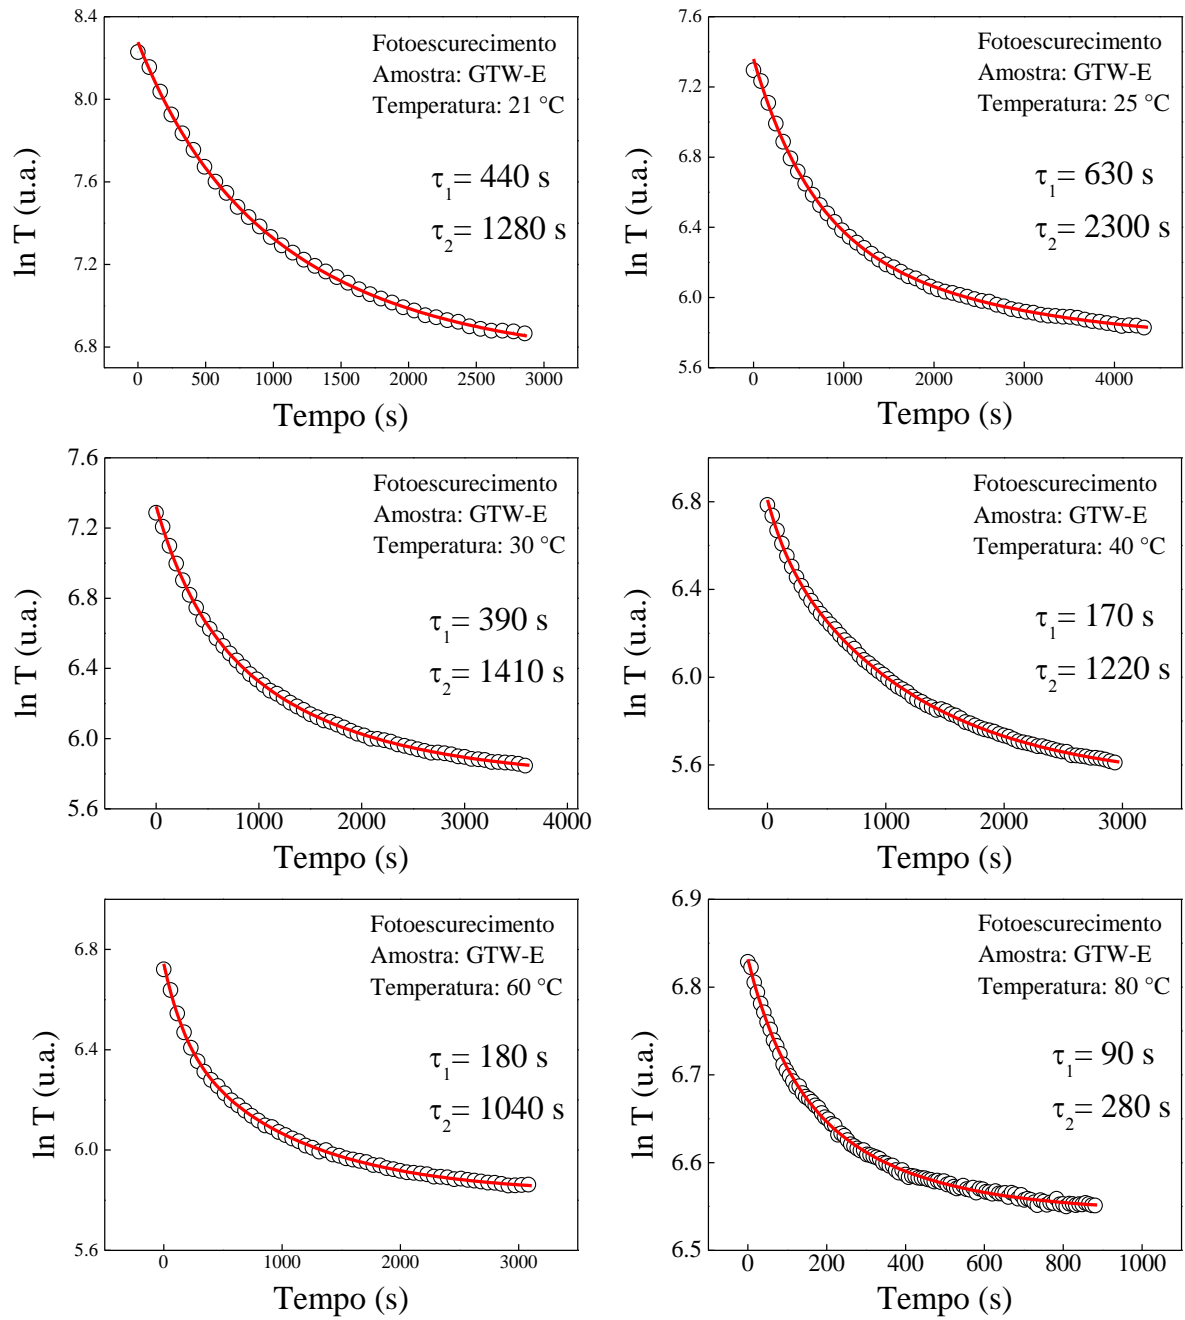 8.4
8.0
7.6
7.2
6.8
ln T (u.a.)
Fotoescurecimento
Amostra: GTW-E
Temperatura: 21 °C
τ1= 440 s
τ2= 1280 s
0 500 1000 1500 2000 2500 3000
Tempo (s)
7.6
7.2
6.8
6.4
6.0
5.6
ln T (u.a.)
Fotoescurecimento
Amostra: GTW-E
Temperatura: 25 °C
τ1= 630 s
τ2= 2300 s
0 1000 2000 3000 4000
Tempo (s)
7.6
7.2
6.8
6.4
6.0
5.6
ln T (u.a.)
Fotoescurecimento
Amostra: GTW-E
Temperatura: 30 °C
τ1= 390 s
τ2= 1410 s
0 1000 2000 3000 4000
Tempo (s)
6.8
6.4
6.0
5.6
ln T (u.a.)
Fotoescurecimento
Amostra: GTW-E
Temperatura: 40 °C
τ1= 170 s
τ2= 1220 s
0 1000 2000 3000
Tempo (s)
6.8
6.4
6.0
5.6
ln T (u.a.)
Fotoescurecimento
Amostra: GTW-E
Temperatura: 60 °C
τ1= 180 s
τ2= 1040 s
0 1000 2000 3000
Tempo (s)
6.9
6.8
6.7
6.6
6.5
ln T (u.a.)
Fotoescurecimento
Amostra: GTW-E
Temperatura: 80 °C
τ1= 90 s
τ2= 280 s
0 200 400 600 800 1000
Tempo (s)